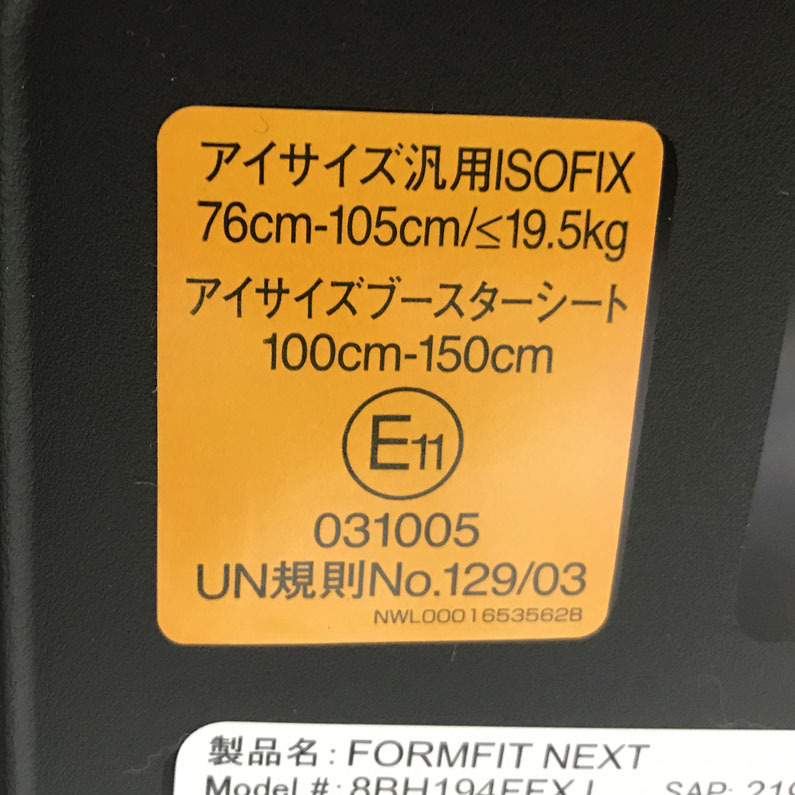 アイサイズ汎用ISOFIX
76cm-105cm/≤19.5kg
アイサイズブースターシート
100cm-150cm
E11
031005
UN規則No.129/03
NWL0001653562B
製品名: FORMFIT NEXT
Model #: SAP: